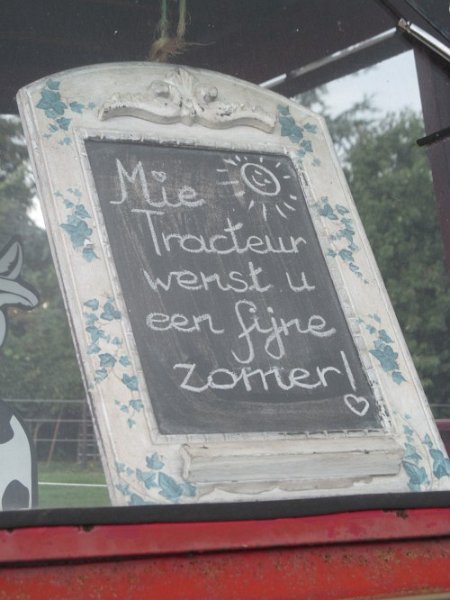 Mie
Tracteur
wenst u
een fijne
zomer!